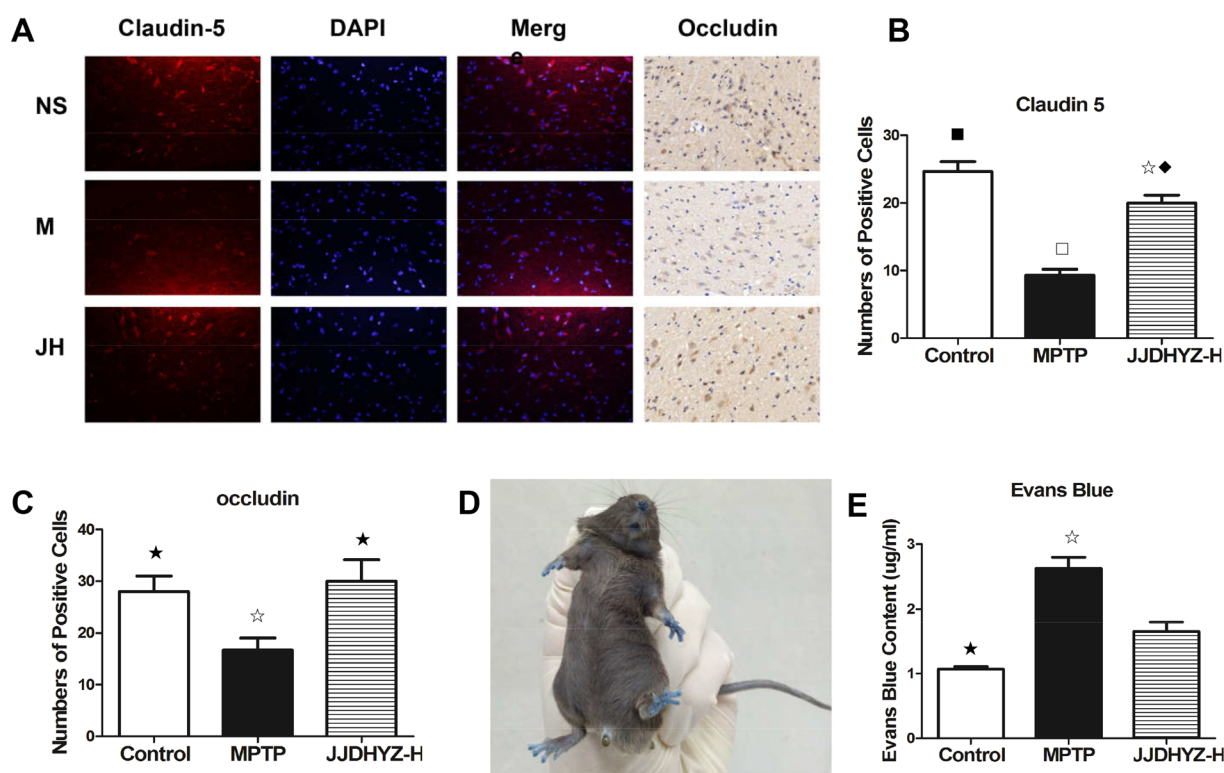 A
Claudin-5
DAPI
Merg
e
Occludin
NS
M
JH
B
Claudin 5
Numbers of Positive Cells
30
20
10
0
Control
MPTP
JJDHYZ-H
C
occludin
Numbers of Positive Cells
40
30
20
10
0
Control
MPTP
JJDHYZ-H
D
E
Evans Blue
Evans Blue Content (ug/ml)
3
2
1
0
Control
MPTP
JJDHYZ-H